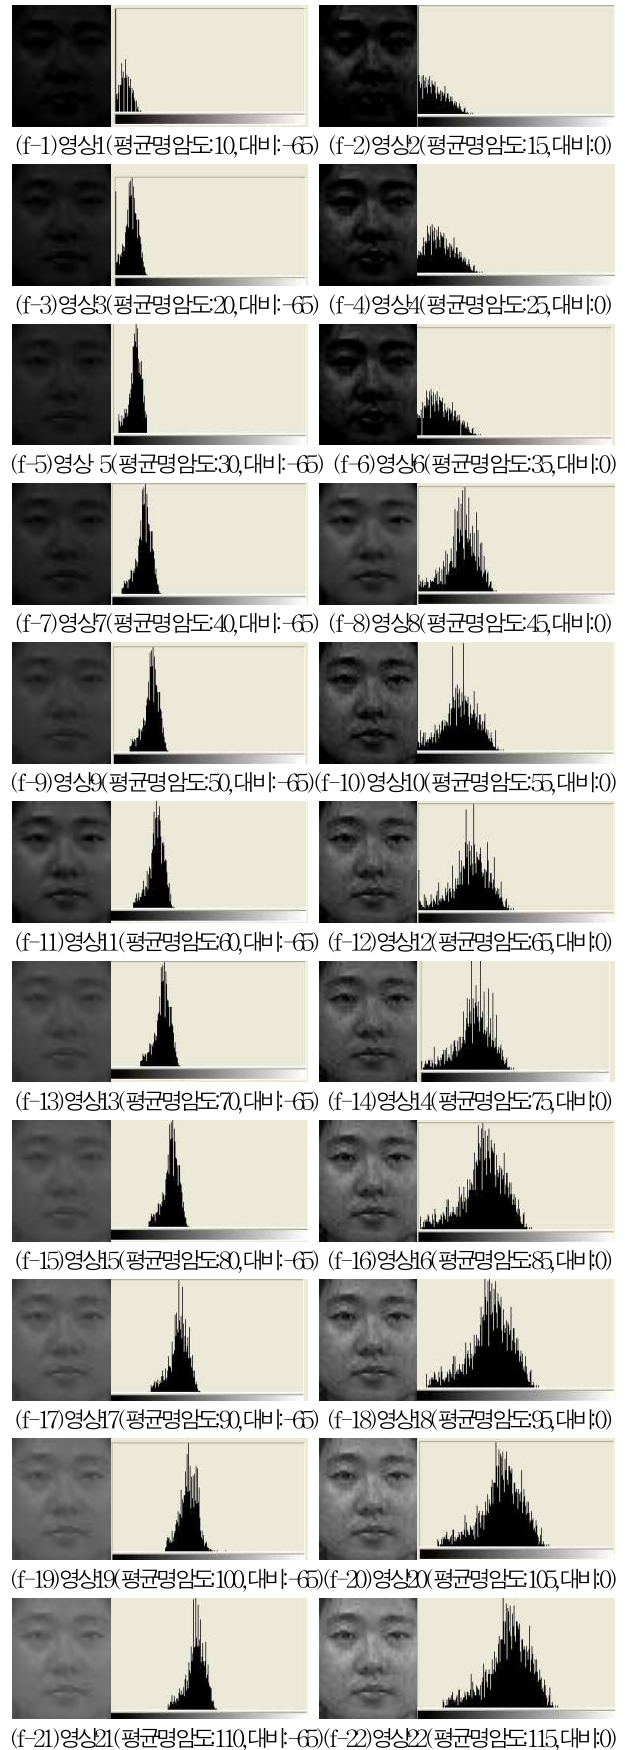 (f-1)영상1(평균명암도:10,대비:-65) (f-2)영상2(평균명암도:15,대비:0)
(f-3)영상3(평균명암도:20,대비:-65) (f-4)영상4(평균명암도:25,대비:0)
(f-5)영상 5(평균명암도:30,대비:-65) (f-6)영상6(평균명암도:35,대비:0)
(f-7)영상7(평균명암도:40,대비:-65) (f-8)영상8(평균명암도:45,대비:0)
(f-9)영상9(평균명암도:50,대비:-65)(f-10)영상10(평균명암도:55,대비:0)
(f-11)영상11(평균명암도:60,대비:-65) (f-12)영상12(평균명암도:65,대비:0)
(f-13)영상13(평균명암도:70,대비:-65) (f-14)영상14(평균명암도:75,대비:0)
(f-15)영상15(평균명암도:80,대비:-65) (f-16)영상16(평균명암도:85,대비:0)
(f-17)영상17(평균명암도:90,대비:-65) (f-18)영상18(평균명암도:95,대비:0)
(f-19)영상19(평균명암도:100,대비:-65)(f-20)영상20(평균명암도:105,대비:0)
(f-21)영상21(평균명암도:110,대비:-65)(f-22)영상22(평균명암도:115,대비:0)